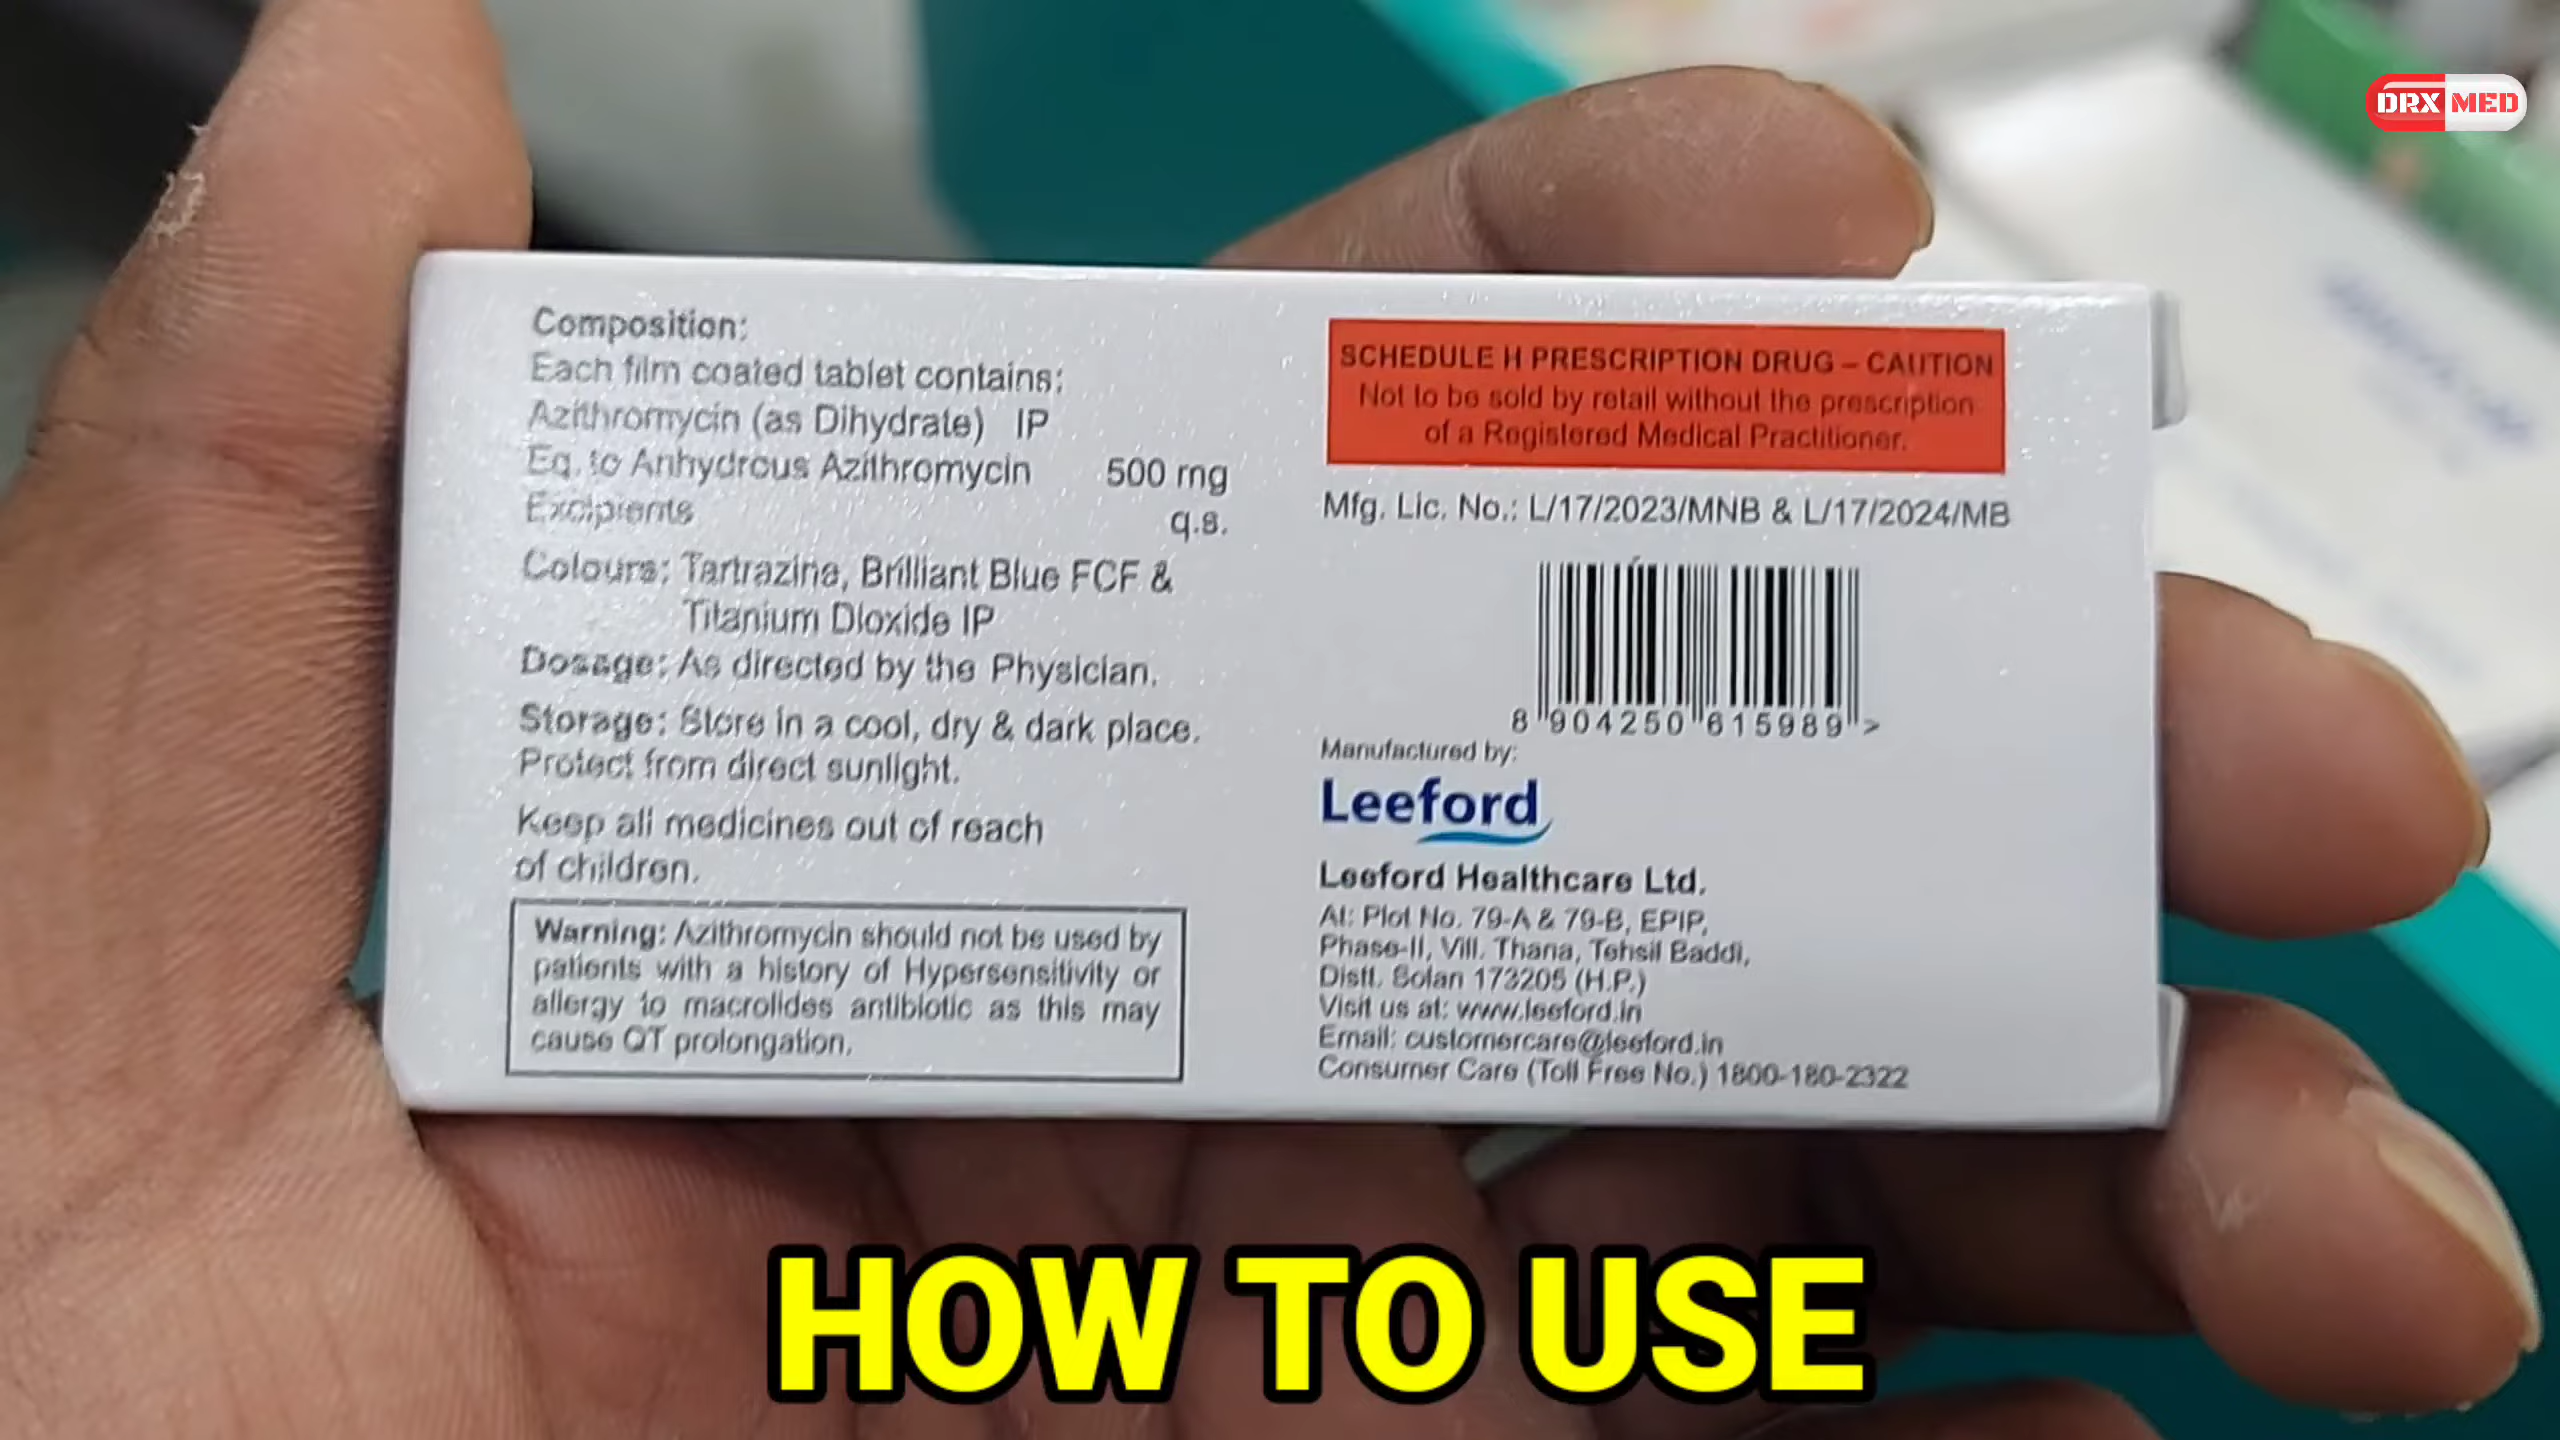 DRX MED
Composition:
Each film coated tablet contains:
Azithromycin (as Dihydrate) IP
Eq. to Anhydrous Azithromycin 500 mg
Excipients q.s.
Colours: Tartrazine, Brilliant Blue FCF &
Titanium Dioxide IP
Dosage: As directed by the Physician.
Storage: Store in a cool, dry & dark place.
Protect from direct sunlight.
Keep all medicines out of reach
of children.
Warning: Azithromycin should not be used by
patients with a history of Hypersensitivity or
allergy to macrolides antibiotic as this may
cause QT prolongation.
SCHEDULE H PRESCRIPTION DRUG – CAUTION
Not to be sold by retail without the prescription
of a Registered Medical Practitioner.
Mfg. Lic. No.: L/17/2023/MNB & L/17/2024/MB
8 904250 615989 >
Manufactured by:
Leeford
Leeford Healthcare Ltd.
At: Plot No. 79-A & 79-B, EPIP,
Phase-II, Vill. Thana, Tehsil Baddi,
Distt. Solan 173205 (H.P.)
Visit us at: www.leeford.in
Email: customercare@leeford.in
Consumer Care (Toll Free No.) 1800-180-2322
HOW TO USE